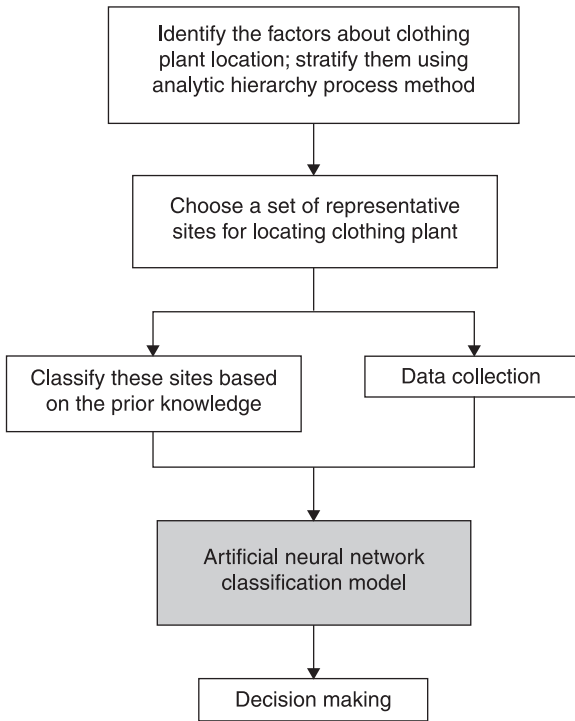 Identify the factors about clothing
plant location; stratify them using
analytic hierarchy process method
Choose a set of representative
sites for locating clothing plant
Classify these sites based
on the prior knowledge
Data collection
Artificial neural network
classification model
Decision making